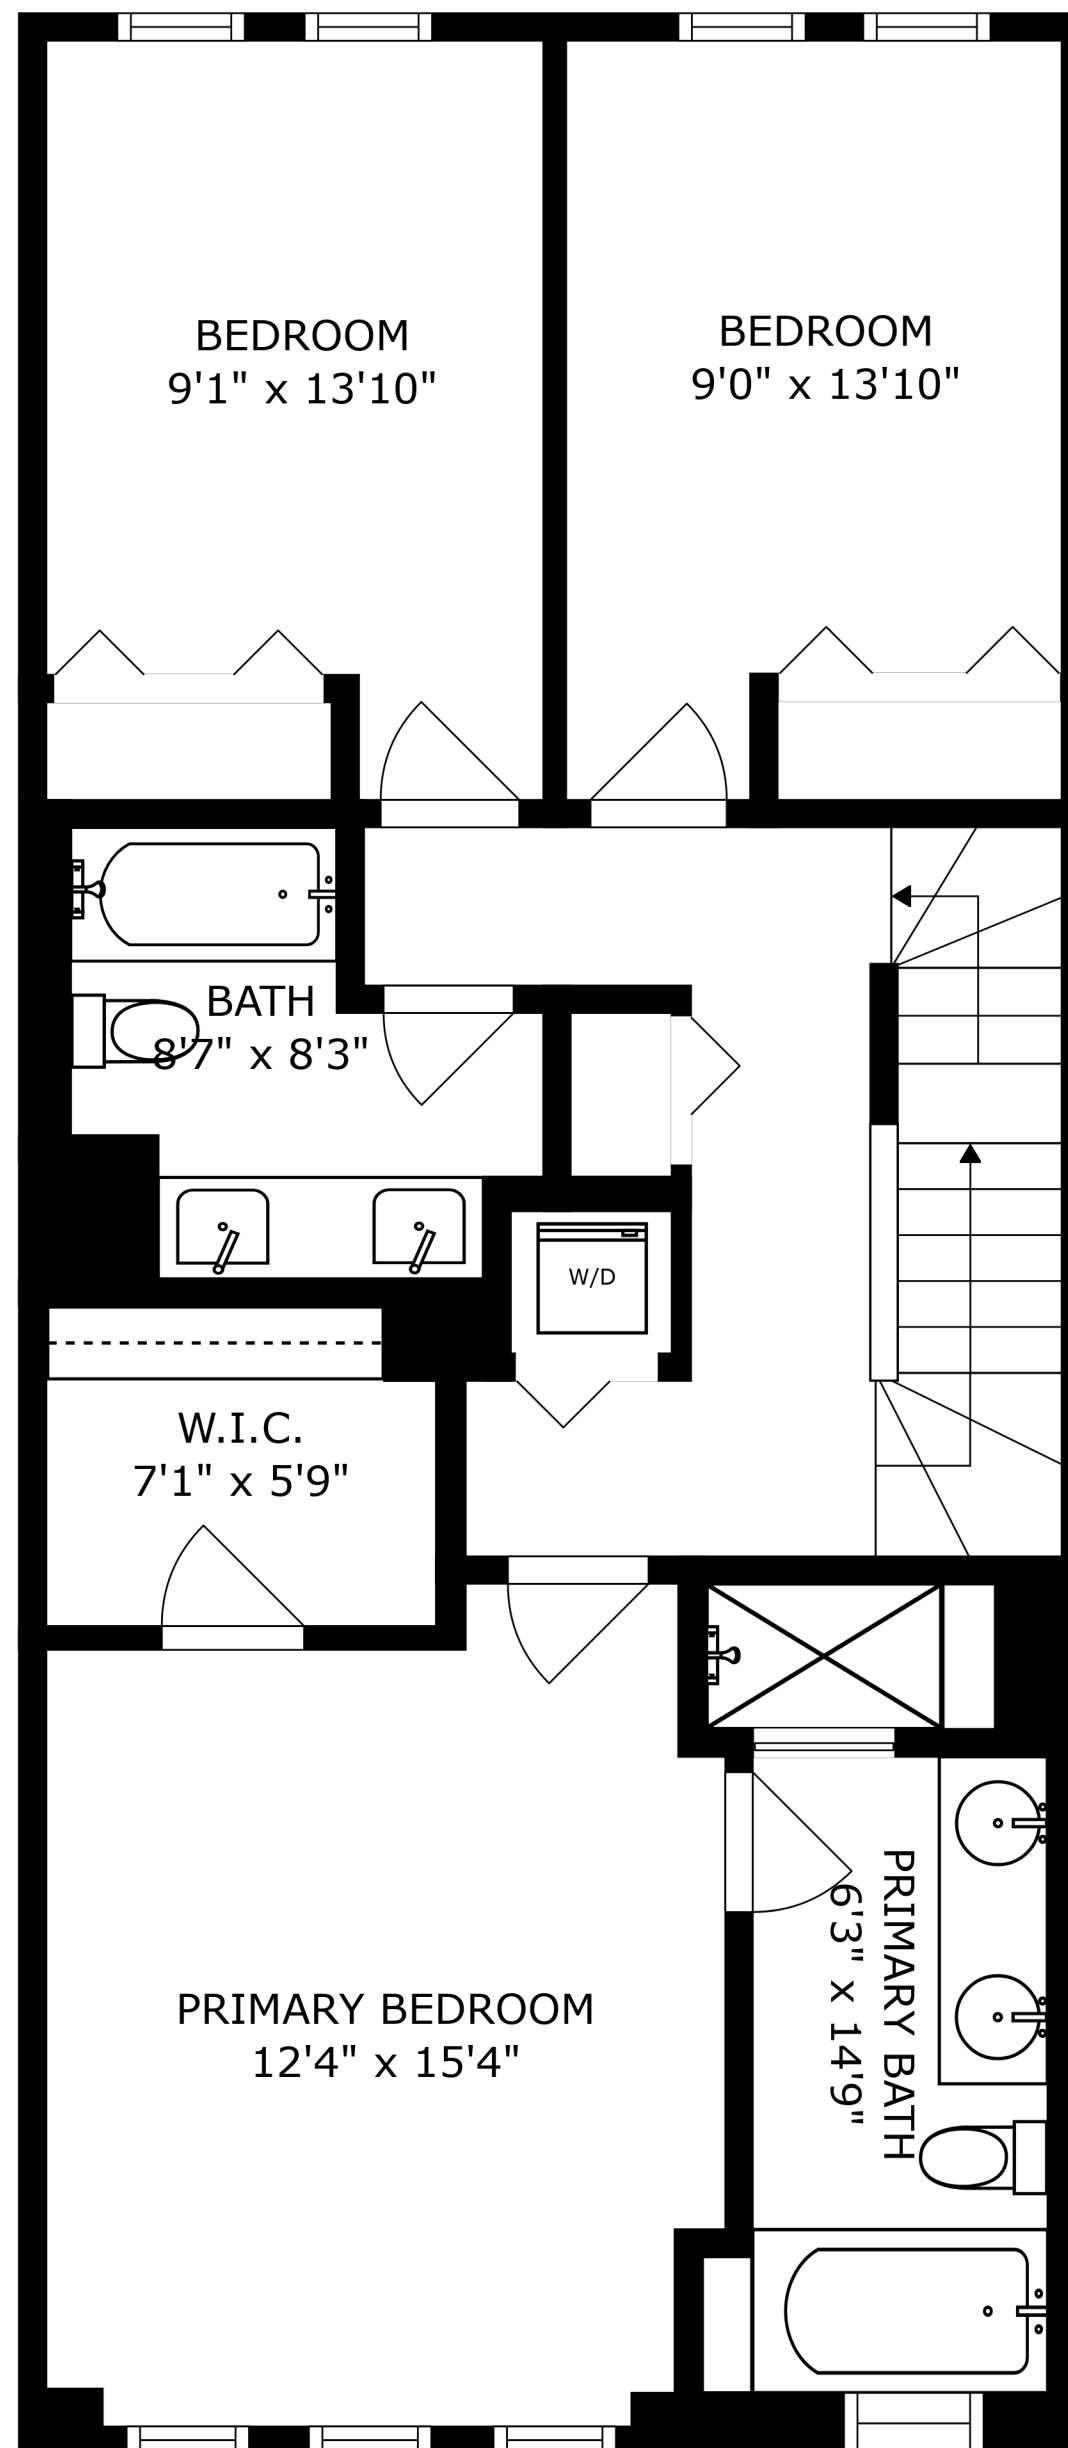 BEDROOM
9'1" x 13'10"
BEDROOM
9'0" x 13'10"
BATH
8'7" x 8'3"
W/D
W.I.C.
7'1" x 5'9"
PRIMARY BEDROOM
12'4" x 15'4"
PRIMARY BATH
6'3" x 14'9"